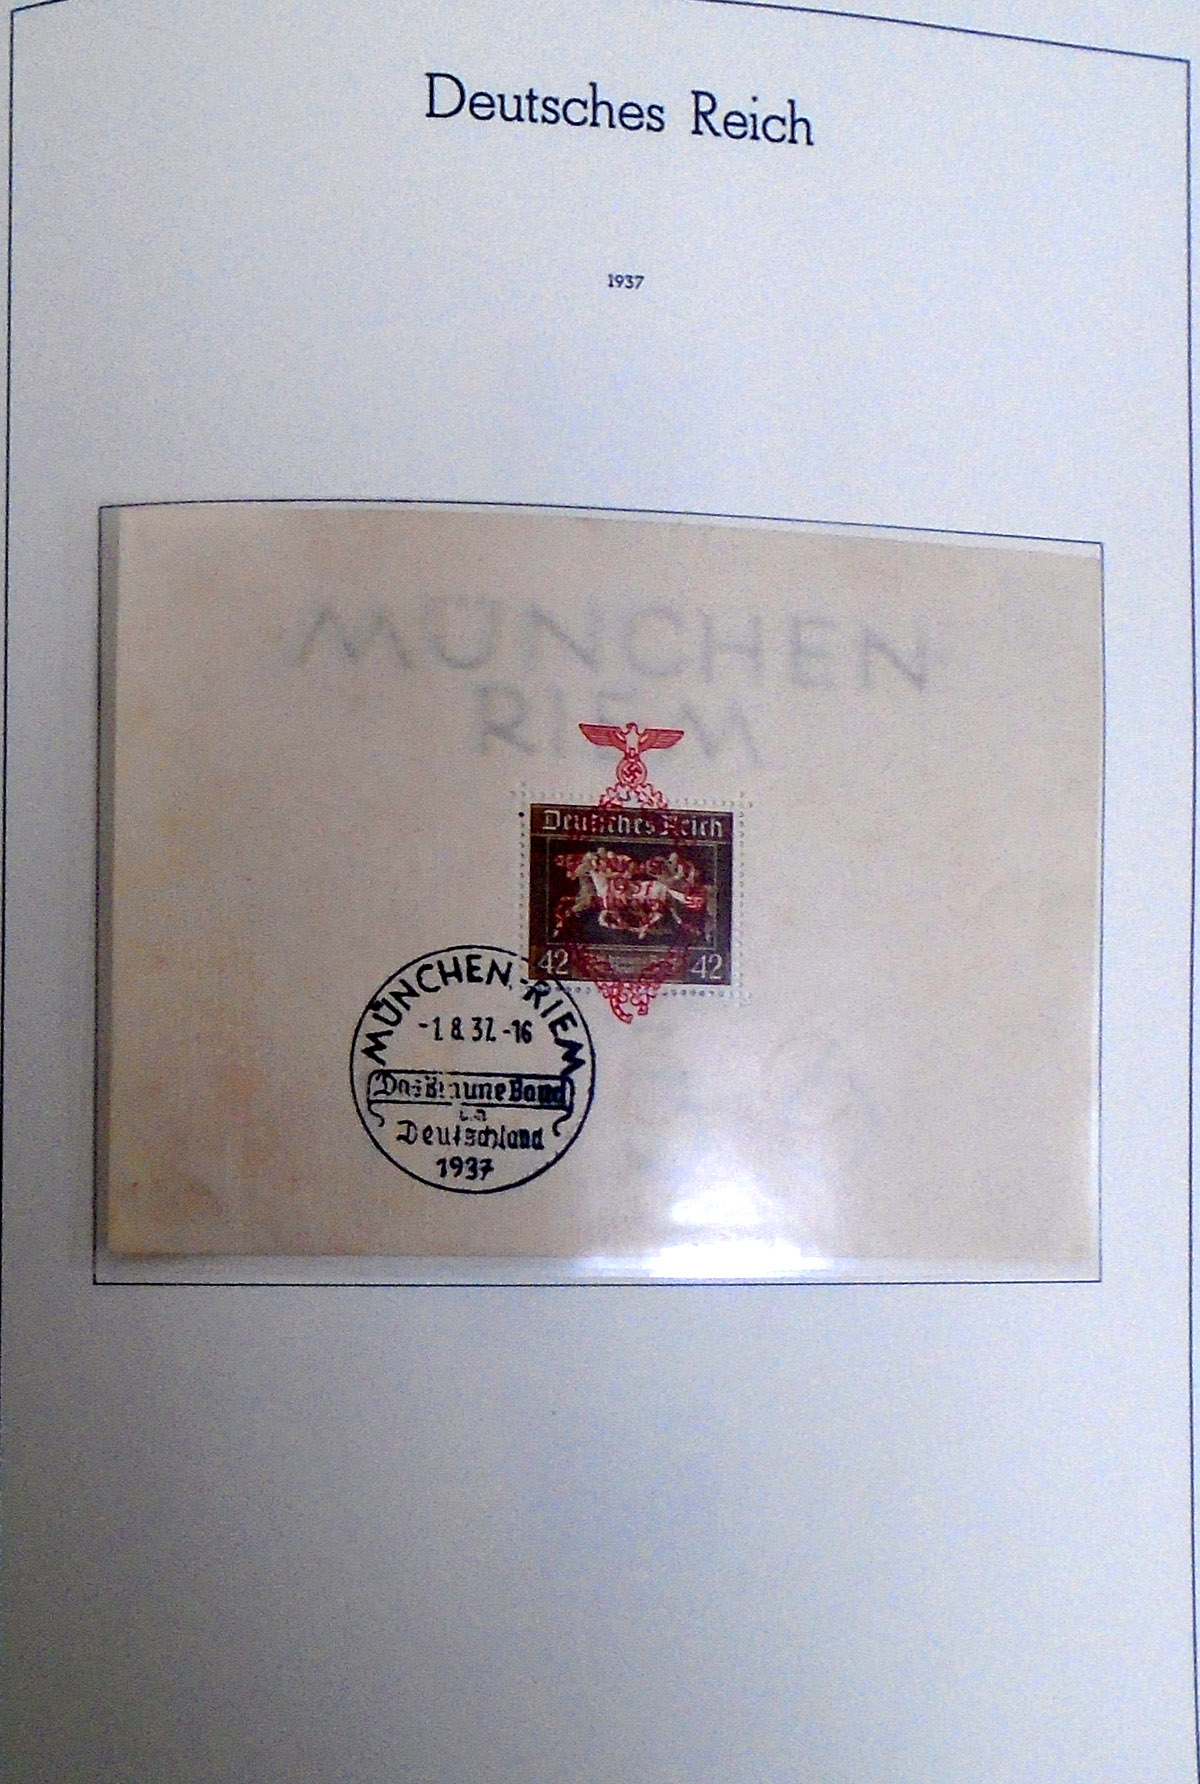 Deutsches Reich
1937
MÜNCHEN
RIEM
Deutsches Reich
1937
42 42
MÜNCHEN-RIEM
-1.8.37.-16
Das Braune Band
Deutschland
1937